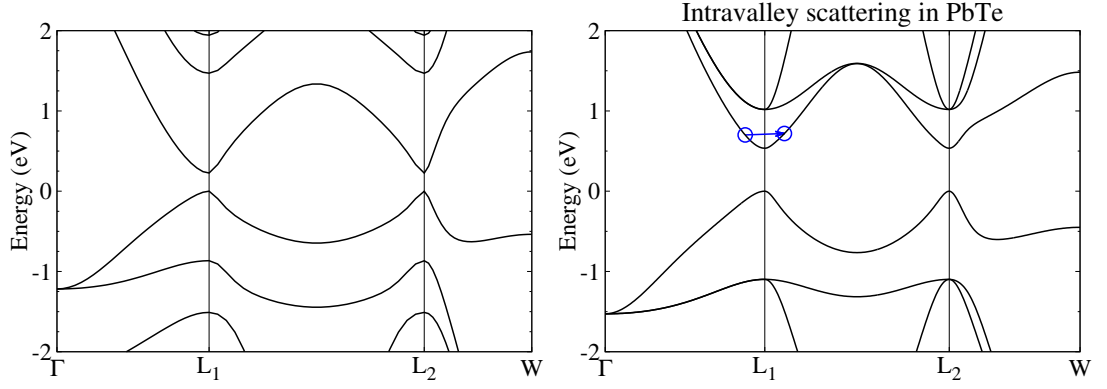 Intravalley scattering in PbTe
Energy (eV)
2
1
0
-1
-2
Γ
L1
L2
W
Energy (eV)
2
1
0
-1
-2
Γ
L1
L2
W